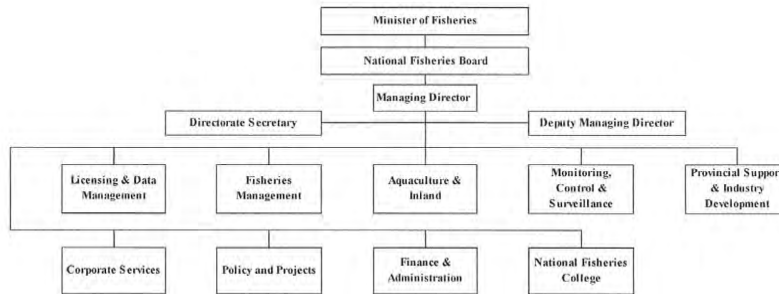 Minister of Fisheries
National Fisheries Board
Managing Director
Directorate Secretary
Deputy Managing Director
Licensing & Data
Management
Fisheries
Management
Aquaculture &
Inland
Monitoring,
Control &
Surveillance
Provincial Support
& Industry
Development
Corporate Services
Policy and Projects
Finance &
Administration
National Fisheries
College